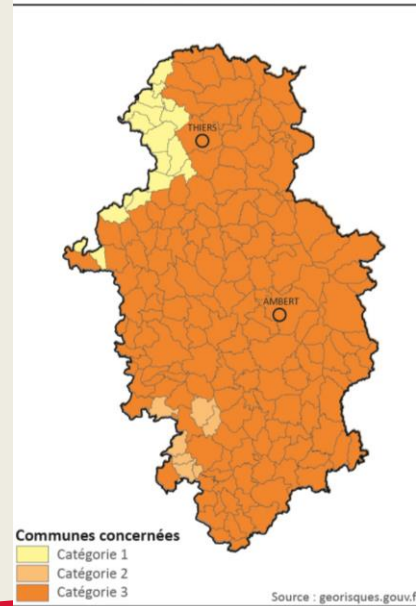 THIERS
AMBERT
Communes concernées
Catégorie 1
Catégorie 2
Catégorie 3
Source : georisques.gouv.f